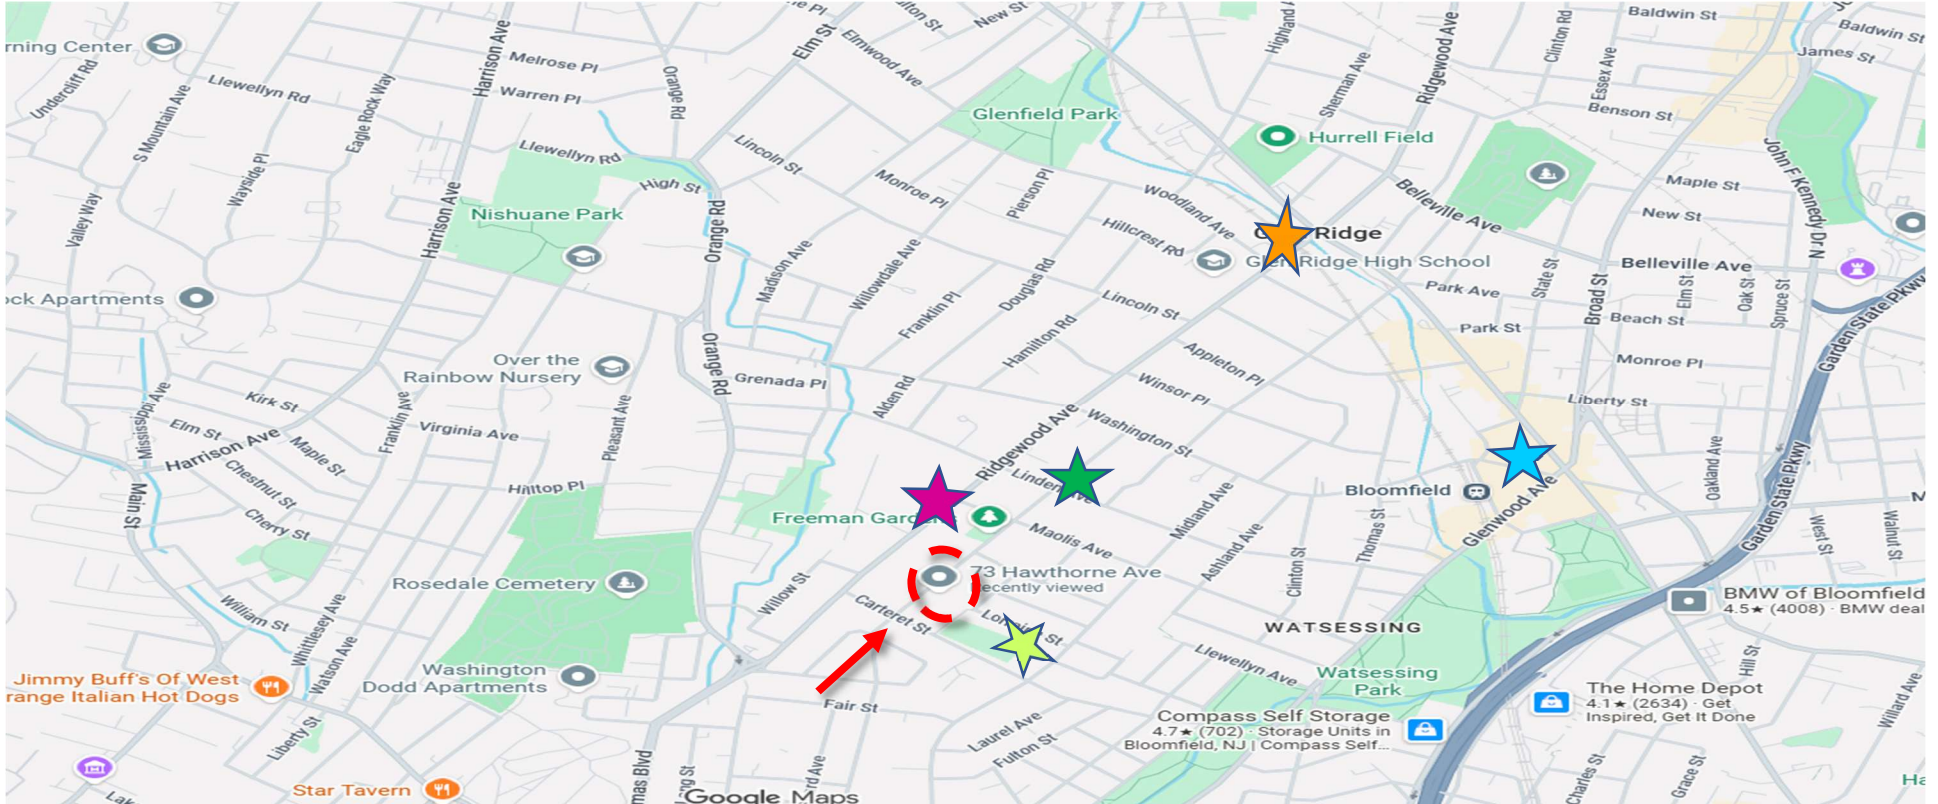 rning Center
Undercliff Rd
S Mountain Ave
Llewellyn Rd
Wayside Pl
Eagle Rock Way
Valley Way
Harrison Ave
Melrose Pl
Warren Pl
Orange Rd
Elm St
Elmwood Ave
New St
Glenfield Park
Highland
Sherman Ave
Ridgewood Ave
Clinton Rd
Baldwin St
Baldwin St
James St
Essex Ave
Benson St
Hurrell Field
Llewellyn Rd
High St
Lincoln St
Monroe Pl
Pierson Pl
Woodland Ave
Belleville Ave
Maple St
John F Kennedy Dr N
Nishuane Park
Harrison Ave
Orange Rd
Hillcrest Rd
Ridge
Glen Ridge High School
New St
Belleville Ave
ock Apartments
Madison Ave
Willowdale Ave
Franklin Pl
Douglas Rd
Lincoln St
Park Ave
State St
Broad St
Elm St
Oak St
Spruce St
Garden State Pkwy
Beach St
Park St
Hamilton Rd
Over the
Rainbow Nursery
Orange Rd
Grenada Pl
Alden Rd
Appleton Pl
Winsor Pl
Monroe Pl
Liberty St
Mississippi Ave
Kirk St
Elm St
Harrison Ave
Maple St
Chestnut St
Cherry St
Main St
Franklin Ave
Virginia Ave
Pleasant Ave
Hilltop Pl
Ridgewood Ave
Washington St
Linden Ave
Midland Ave
Bloomfield
Glenwood Ave
Oakland Ave
Garden State Pkwy
West St
Walnut St
Freeman Garde
Maolis Ave
Ashland Ave
Thomas St
Clinton St
Rosedale Cemetery
Willow St
73 Hawthorne Ave
ecently viewed
Carteret St
BMW of Bloomfield
4.5★ (4008) · BMW deal
William St
Whittlesey Ave
Watson Ave
WATSESSING
Llewellyn Ave
Watsessing
Park
Washington
Dodd Apartments
Jimmy Buff's Of West
range Italian Hot Dogs
Liberty St
Fair St
Laurel Ave
Fulton St
Compass Self Storage
4.7★ (702) · Storage Units in
Bloomfield, NJ | Compass Self...
The Home Depot
4.1★ (2634) · Get
Inspired, Get It Done
Hill St
Willard Ave
Star Tavern
mas Blvd
Google Maps
Charles St
Grace St